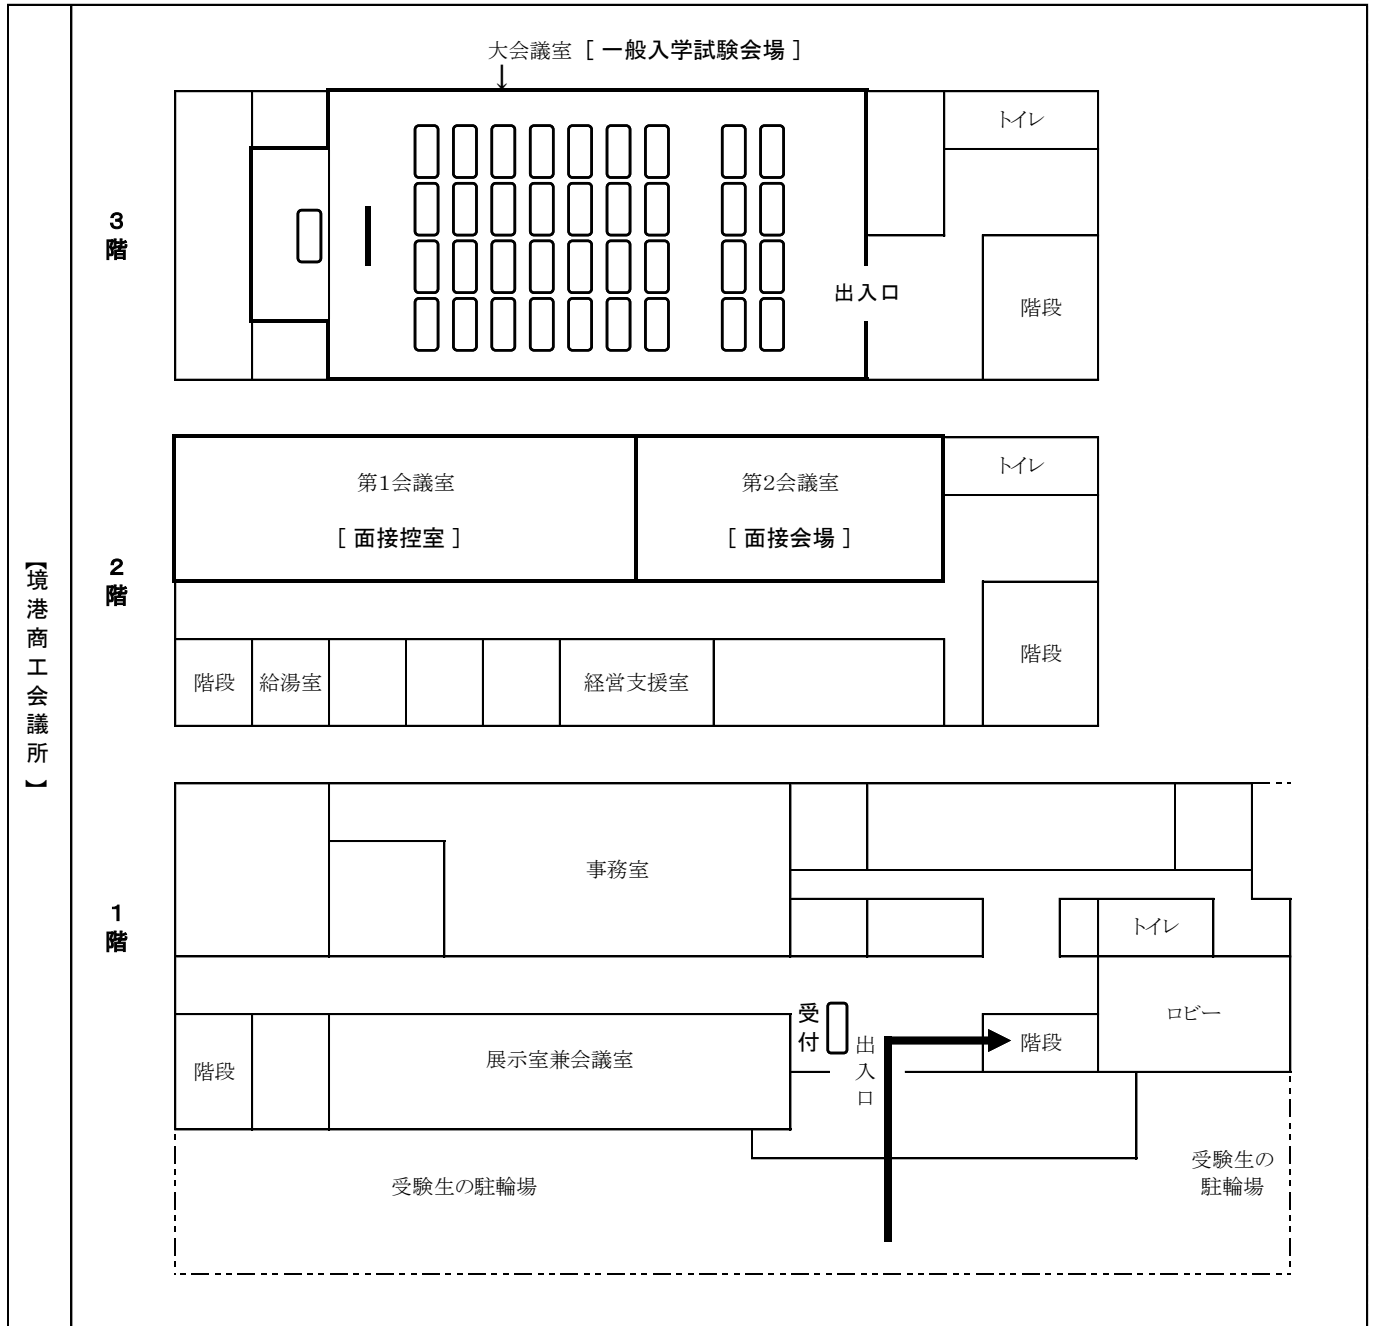 【境港商工会議所】
大会議室 [ 一般入学試験会場 ]
↓
3階
トイレ
出入口
階段
2階
第1会議室
[ 面接控室 ]
第2会議室
[ 面接会場 ]
トイレ
階段
階段
給湯室
経営支援室
1階
事務室
トイレ
ロビー
受付
出入口
階段
階段
展示室兼会議室
受験生の駐輪場
受験生の
駐輪場